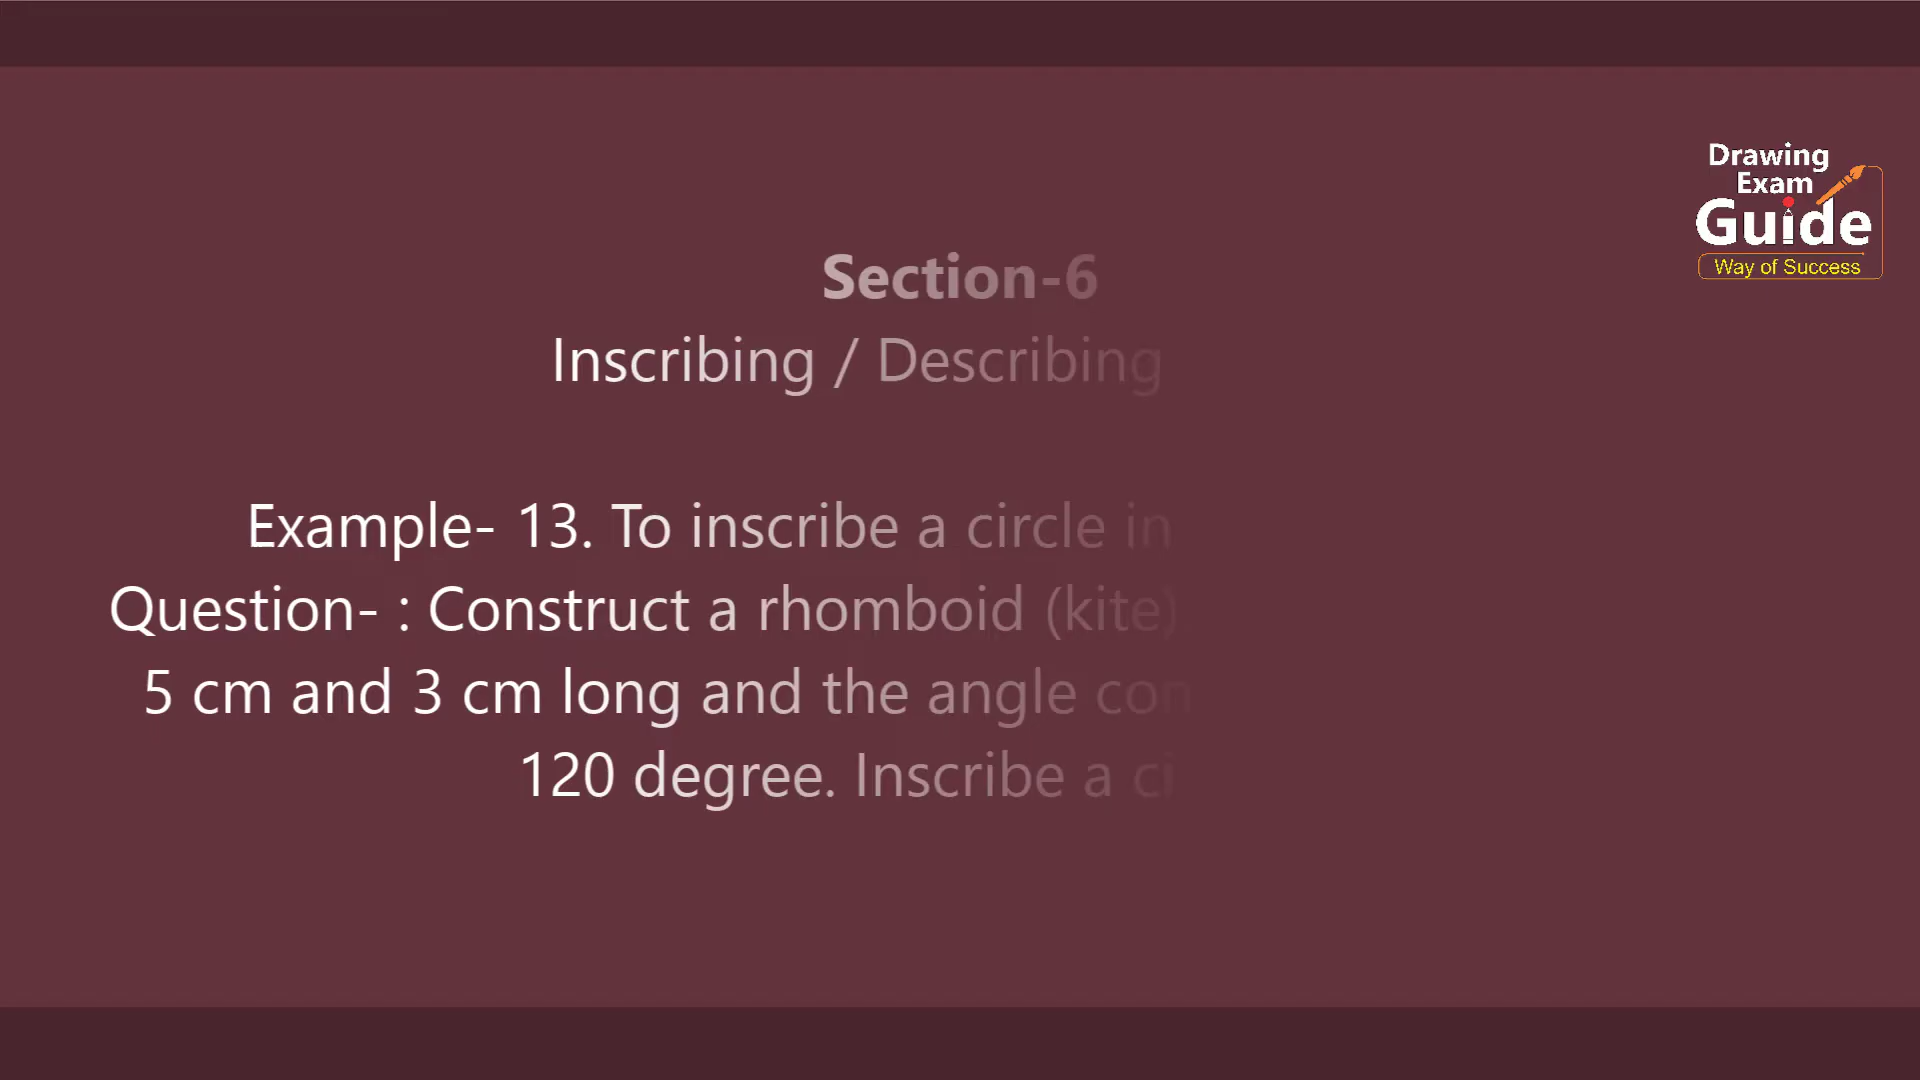 Drawing
Exam
Guide
Way of Success
Section-6
Inscribing / Describing
Example- 13. To inscribe a circle in
Question- : Construct a rhomboid (kite)
5 cm and 3 cm long and the angle
120 degree. Inscribe a